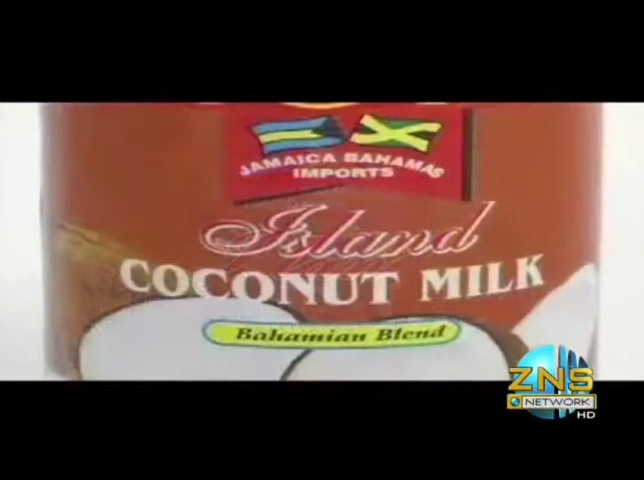 JAMAICA BAHAMAS
IMPORTS
Island
COCONUT MILK
Bahamian Blend
ZNS
NETWORK
HD